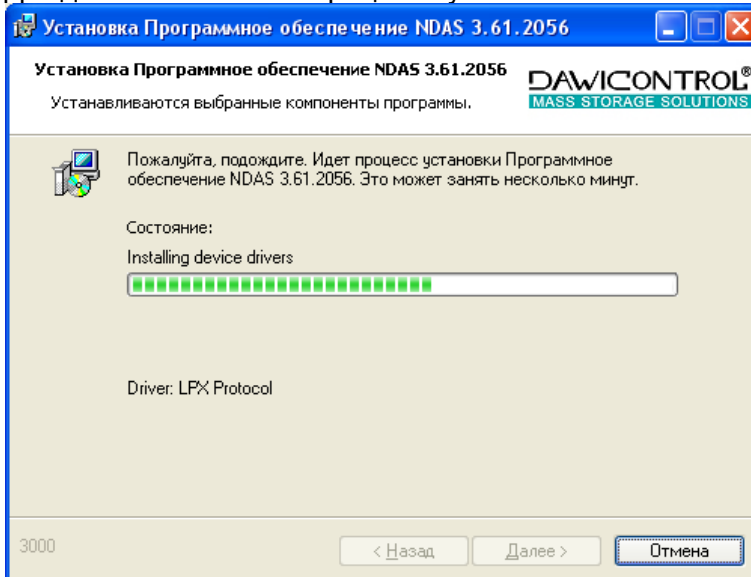 Установка Программное обеспечение NDAS 3.61.2056
Установк Программное обеспечение NDAS 3.61.2056
Устанавливаются выбранные компоненты программы.
DAWICONTROL®
MASS STORAGE SOLUTIONS
Пожалуйта, подождите. Идет процесс установки Программное
обеспечение NDAS 3.61.2056. Это может занять несколько минут.
Состояние:
Installing device drivers
Driver: LPX Protocol
3000
< Назад
Далее >
Отмена